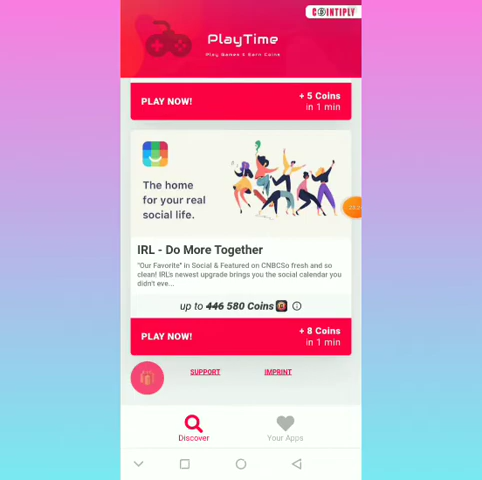 COINTIPLY
PlayTime
Play Games & Earn Coins
PLAY NOW!
+ 5 Coins
in 1 min
The home
for your real
social life.
IRL - Do More Together
"Our Favorite" in Social & Featured on CNBCSo fresh and so
clean! IRL's newest upgrade brings you the social calendar you
didn't eve...
up to 446 580 Coins
PLAY NOW!
+ 8 Coins
in 1 min
SUPPORT
IMPRINT
Discover
Your Apps